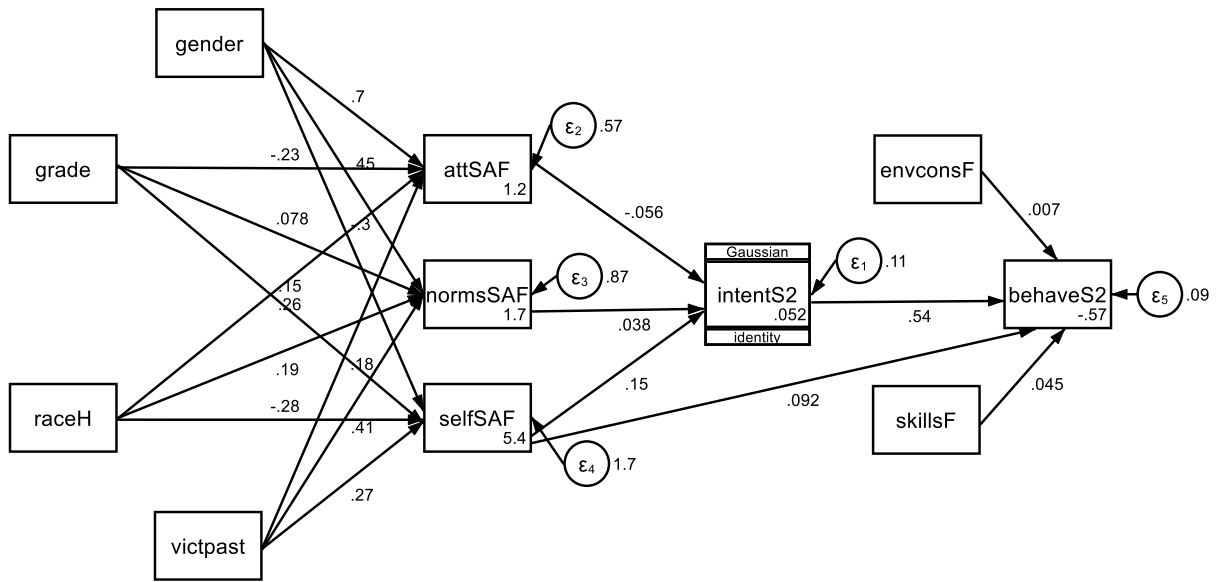 gender
.7
ε2 .57
grade
-.23
.45
attSAF
1.2
envconsF
.078
-.3
-.056
.007
Gaussian
ε1 .11
normsSAF
1.7
ε3 .87
intentS2
.052
identity
behaveS2
-.57
ε5 .09
.15
.26
.038
.54
.19
.18
raceH
-.28
selfSAF
5.4
.15
.092
.045
skillsF
.41
ε4 1.7
.27
victpast